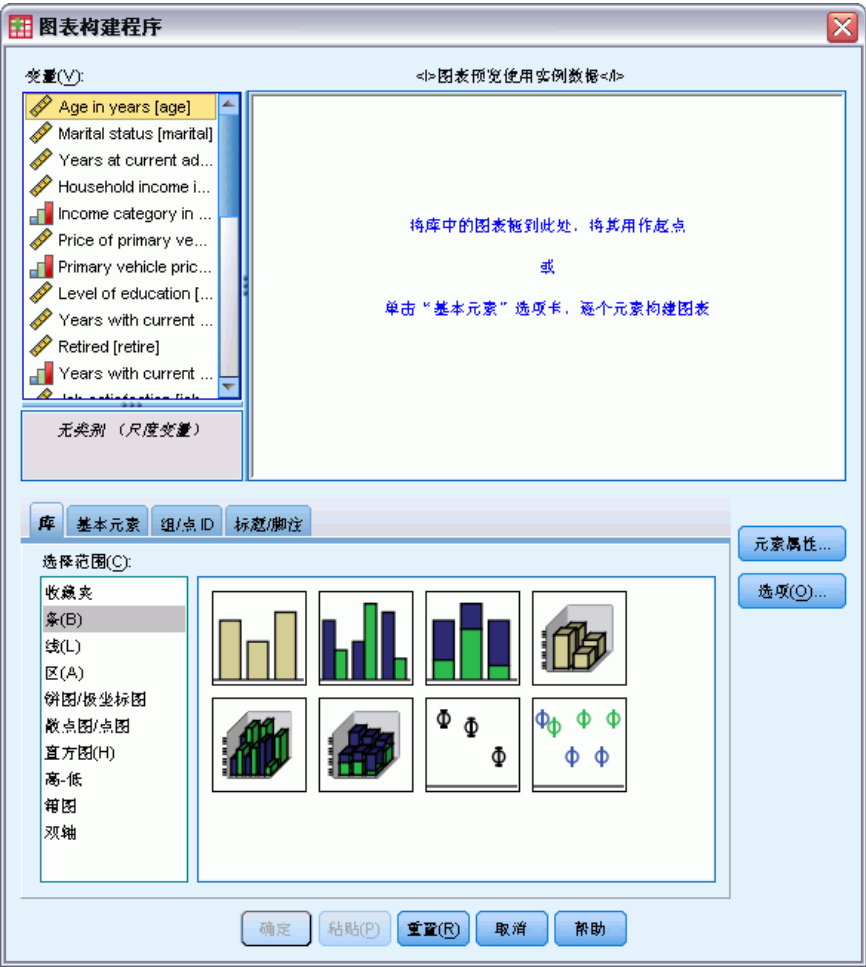 图表构建程序
变量(V):
<I>图表预览使用实例数据</I>
Age in years [age]
Marital status [marital]
Years at current ad...
Household income i...
Income category in ...
Price of primary ve...
Primary vehicle pric...
Level of education [...
Years with current ...
Retired [retire]
Years with current ...
将库中的图表拖到此处，将其用作起点
或
单击“基本元素”选项卡，逐个元素构建图表
无类别 （尺度变量）
库 基本元素 组/点 ID 标题/脚注
元素属性...
选项(O)...
选择范围(C):
收藏夹
条(B)
线(L)
区(A)
饼图/极坐标图
散点图/点图
直方图(H)
高-低
箱图
双轴
确定 粘贴(P) 重置(R) 取消 帮助